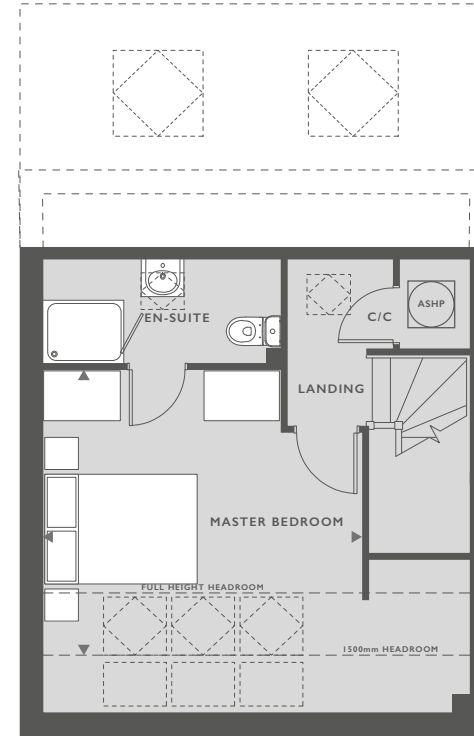 ASHP
C/C
EN-SUITE
LANDING
MASTER BEDROOM
FULL HEIGHT HEADROOM
1500mm HEADROOM